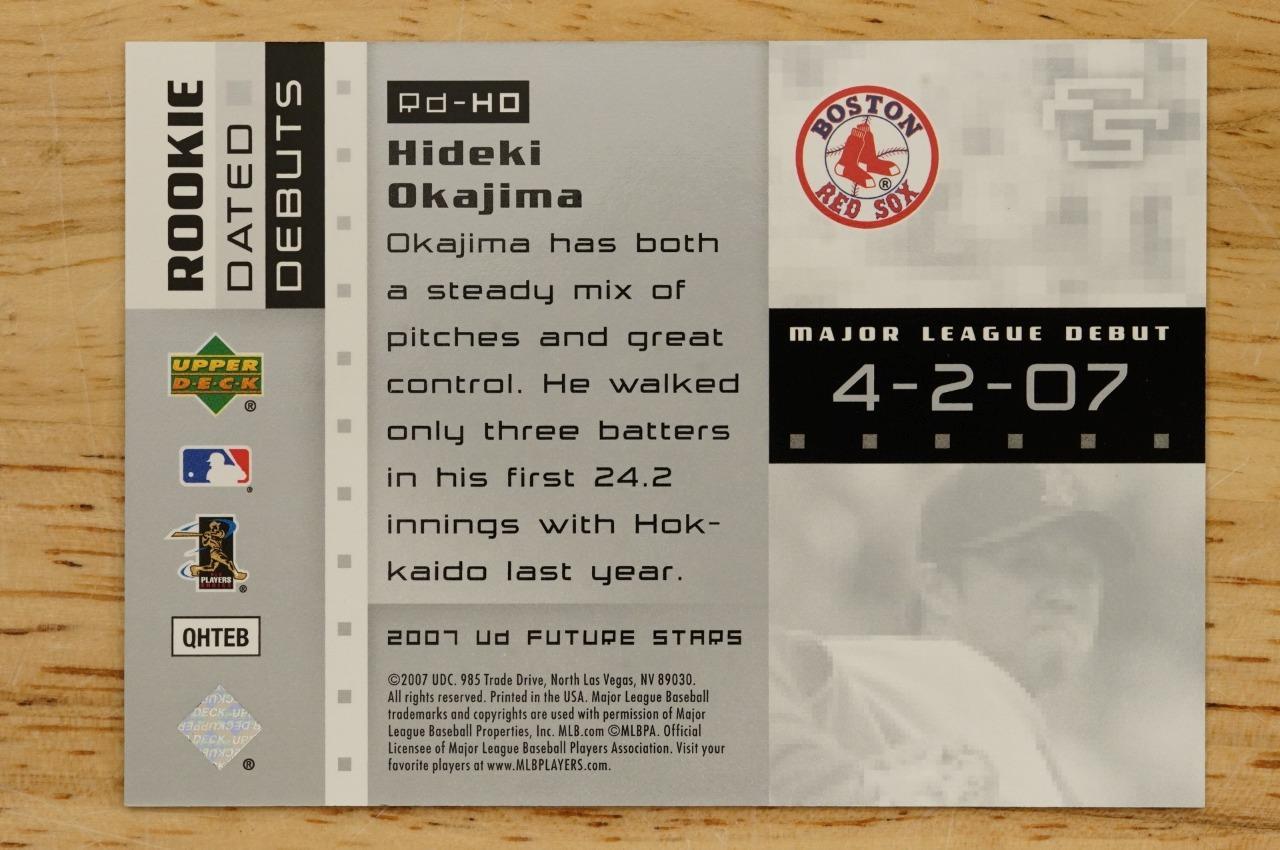 ROOKIE
DATED
DEBUTS
UPPER
D·E·C·K
®
®
PLAYERS
CHOICE
®
QHTEB
®
Rd-HO
Hideki
Okajima
Okajima has both
a steady mix of
pitches and great
control. He walked
only three batters
in his first 24.2
innings with Hok-
kaido last year.
2007 Ud FUTURE STARS
©2007 UDC. 985 Trade Drive, North Las Vegas, NV 89030.
All rights reserved. Printed in the USA. Major League Baseball
trademarks and copyrights are used with permission of Major
League Baseball Properties, Inc. MLB.com ©MLBPA. Official
Licensee of Major League Baseball Players Association. Visit your
favorite players at www.MLBPLAYERS.com.
BOSTON
RED SOX
®
FS
MAJOR LEAGUE DEBUT
4-2-07